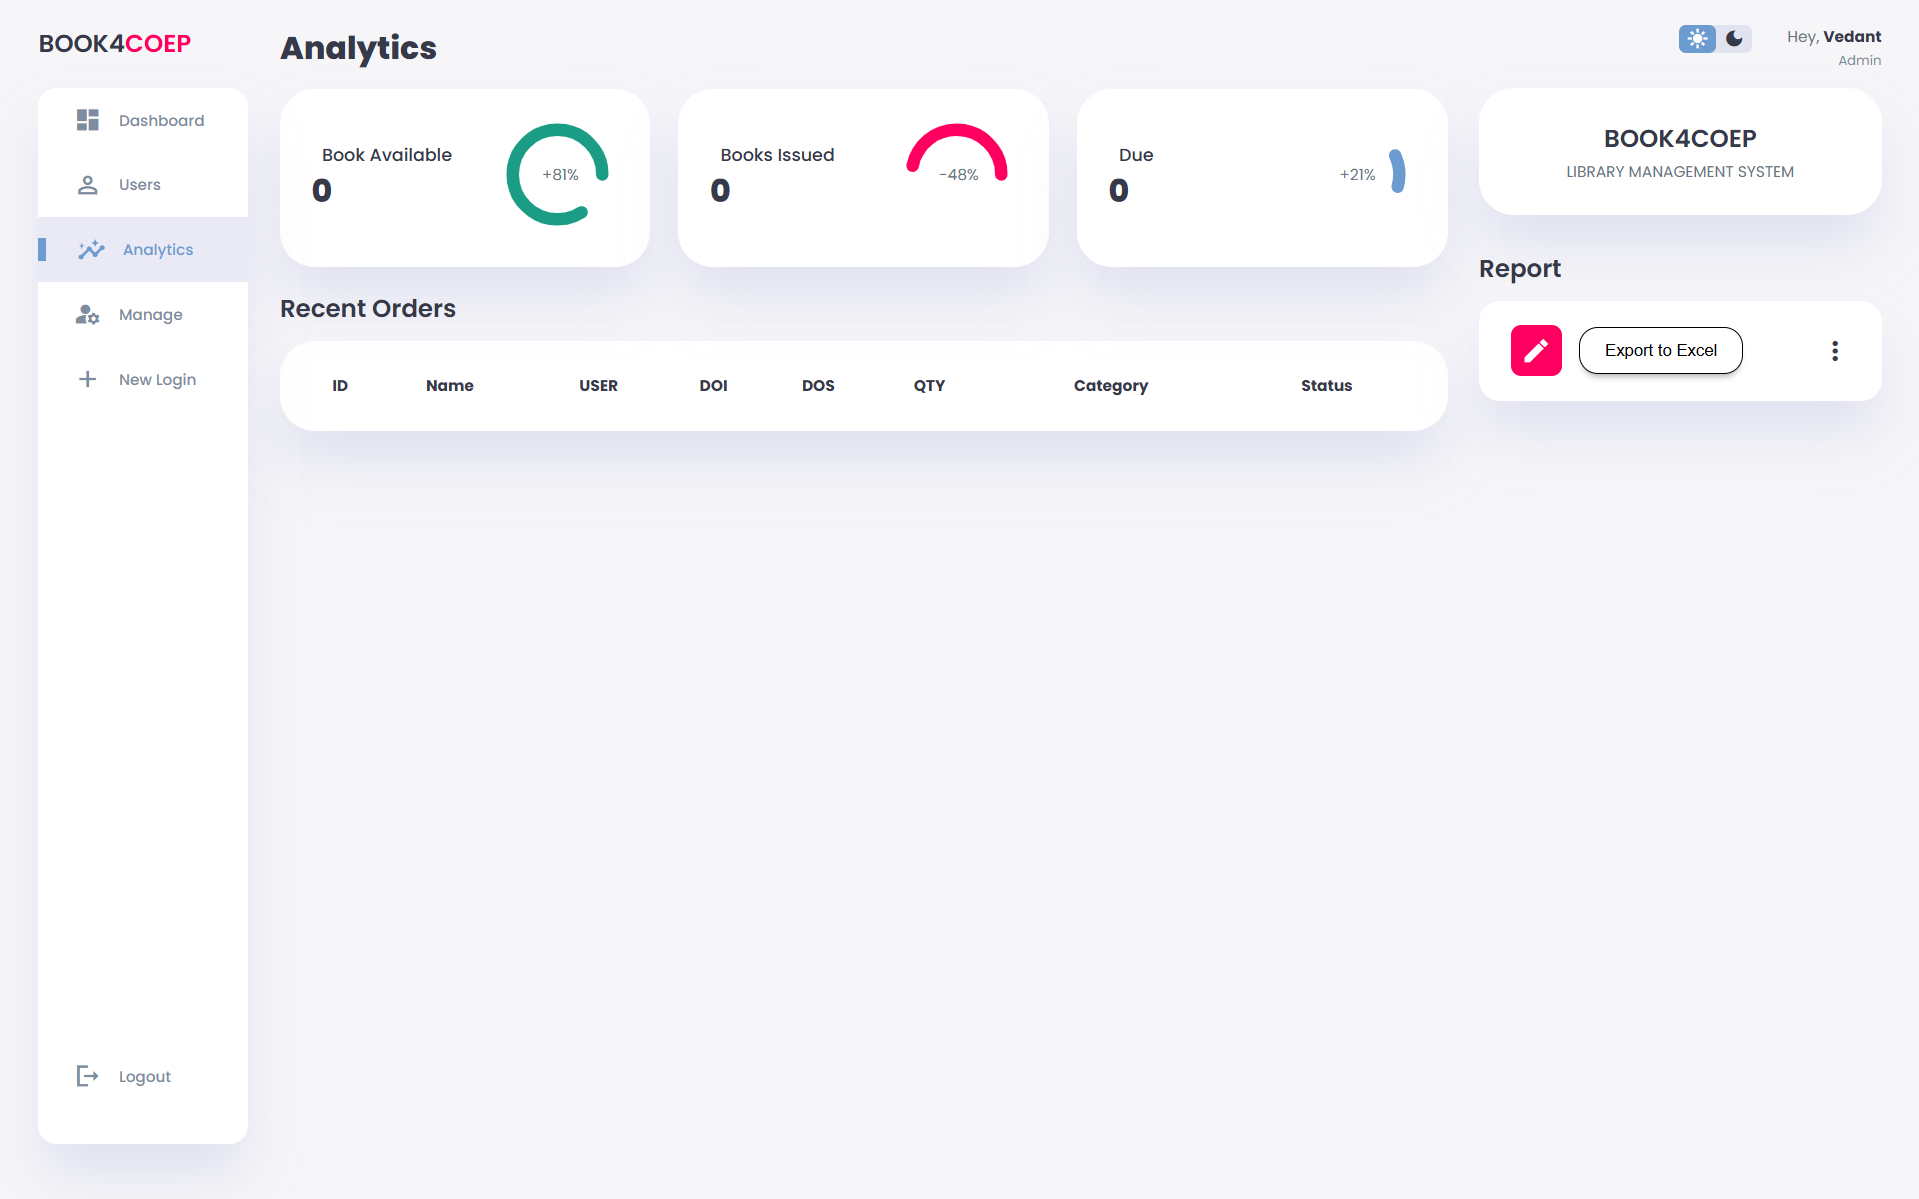 BOOK4COEP
Dashboard
Users
Analytics
Manage
New Login
Logout
Analytics
Book Available
0
+81%
Books Issued
0
-48%
Due
0
+21%
Recent Orders
ID Name USER DOI DOS QTY Category Status
Hey, Vedant
Admin
BOOK4COEP
LIBRARY MANAGEMENT SYSTEM
Report
Export to Excel